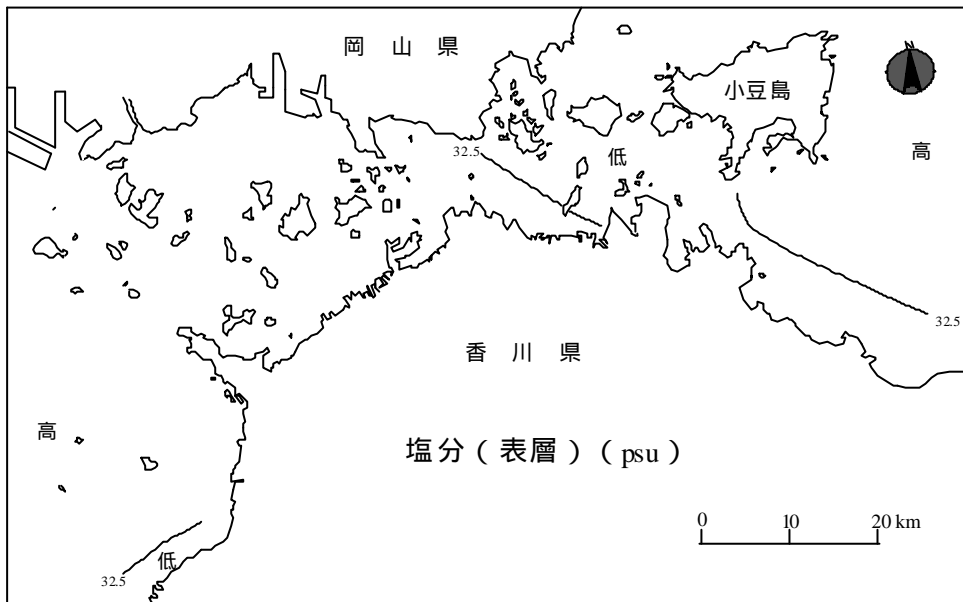 岡 山 県
N
小豆島
高
32.5
低
32.5
香 川 県
高
塩分（表層）（psu）
0 10 20 km
低
32.5